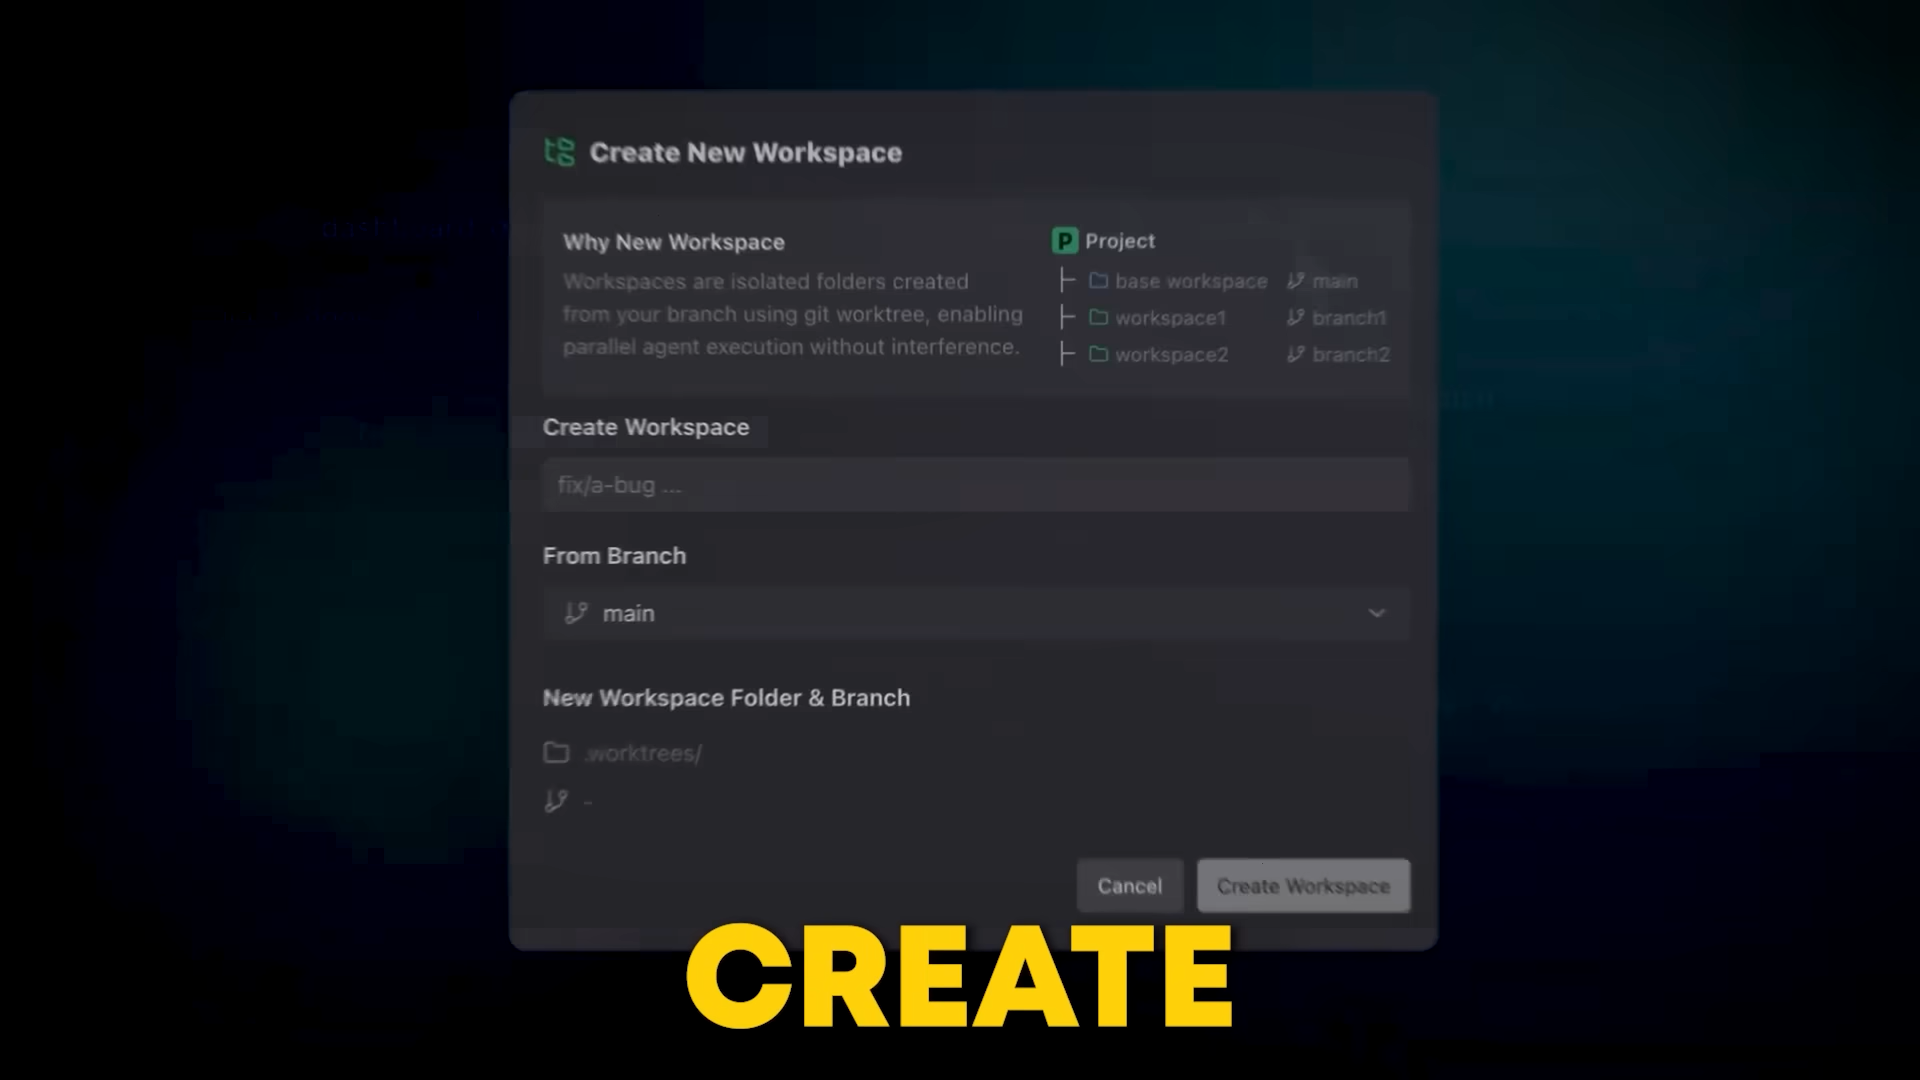 Create New Workspace
Why New Workspace
Workspaces are isolated folders created
from your branch using git worktree, enabling
parallel agent execution without interference.
P Project
base workspace main
workspace1 branch1
workspace2 branch2
Create Workspace
fix/a-bug ...
From Branch
main
New Workspace Folder & Branch
.worktrees/
-
Cancel Create Workspace
CREATE